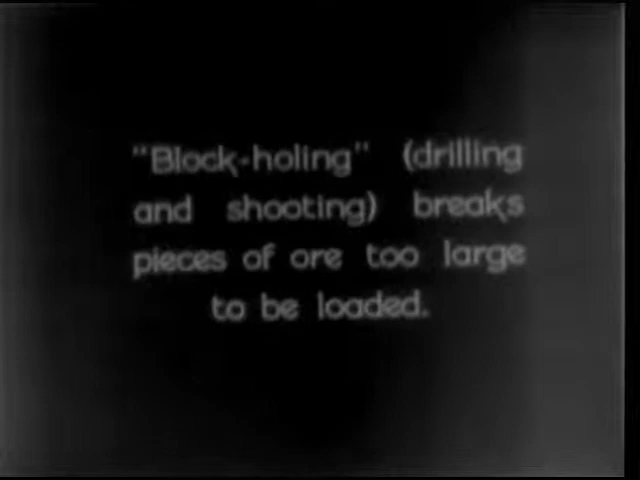 "Block-holing" (drilling
and shooting) breaks
pieces of ore too large
to be loaded.